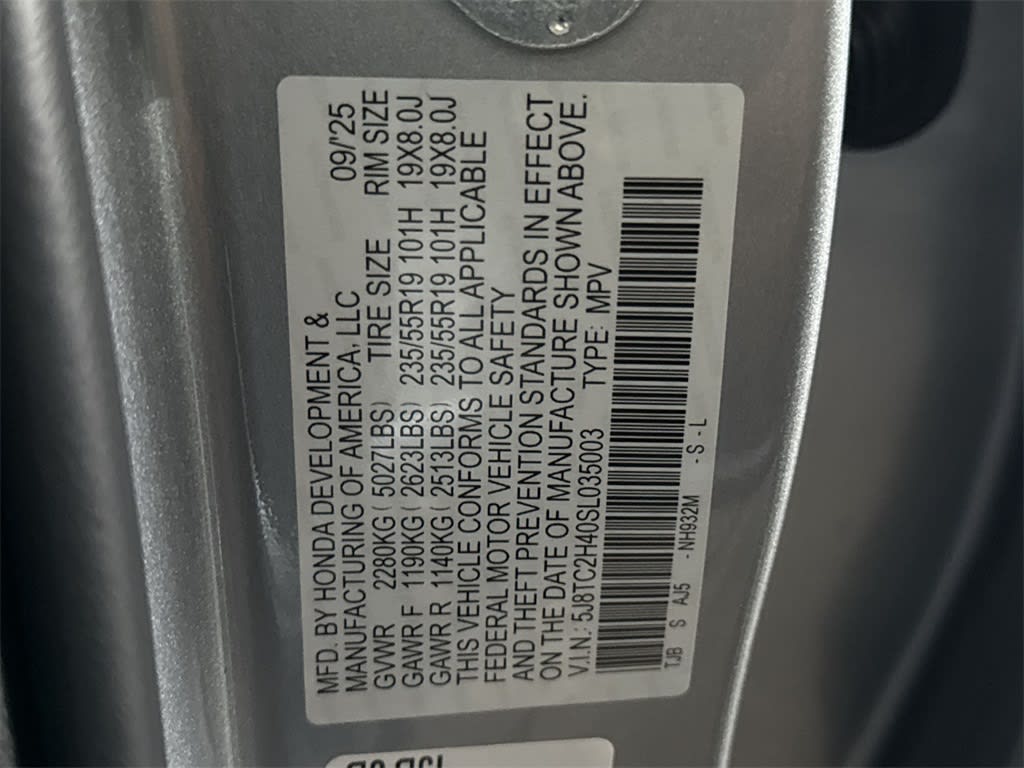 MFD. BY HONDA DEVELOPMENT &
MANUFACTURING OF AMERICA, LLC 09/'25
GVWR 2280KG( 5027LBS) TIRE SIZE RIM SIZE
GAWR F 1190KG( 2623LBS) 235/55R19 101H 19X8.0J
GAWR R 1140KG( 2513LBS) 235/55R19 101H 19X8.0J
THIS VEHICLE CONFORMS TO ALL APPLICABLE
FEDERAL MOTOR VEHICLE SAFETY
AND THEFT PREVENTION STANDARDS IN EFFECT
ON THE DATE OF MANUFACTURE SHOWN ABOVE.
V.I.N.: 5J8TC2H40SL035003 TYPE: MPV
TJB S AJ5 -NH932M -S-L